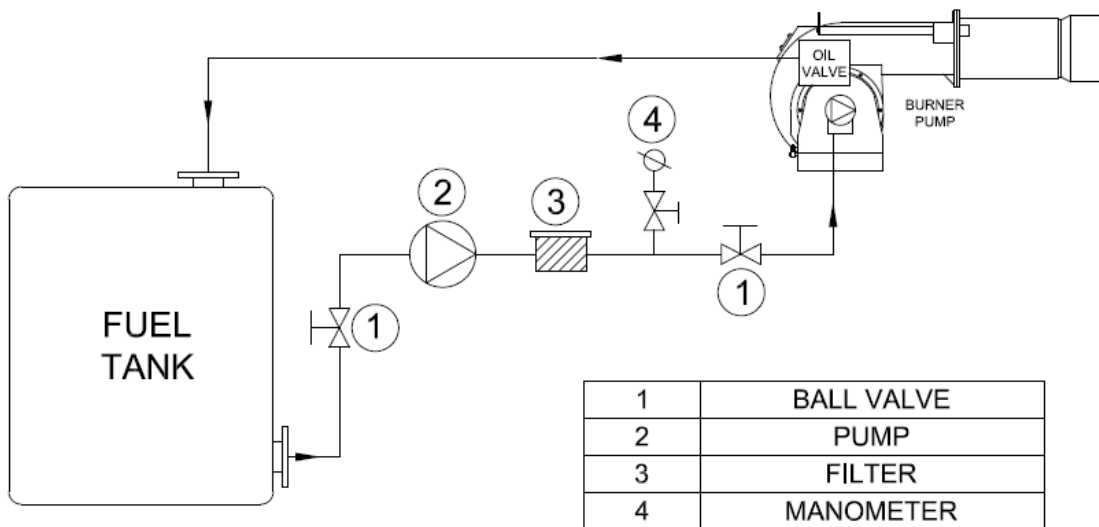 OIL
VALVE
BURNER
PUMP
4
2
3
1
1
FUEL
TANK
1 BALL VALVE
2 PUMP
3 FILTER
4 MANOMETER